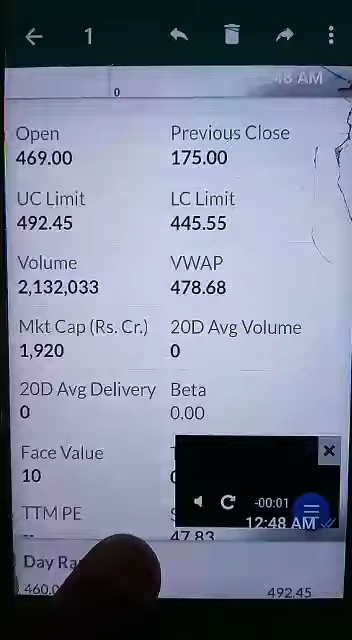 1
48 AM
0
Open Previous Close
469.00 175.00
UC Limit LC Limit
492.45 445.55
Volume VWAP
2,132,033 478.68
Mkt Cap (Rs. Cr.) 20D Avg Volume
1,920 0
20D Avg Delivery Beta
0 0.00
Face Value
10
-00:01
12:48 AM
TTM PE
-- 47.83
Day Ra
460.0 492.45